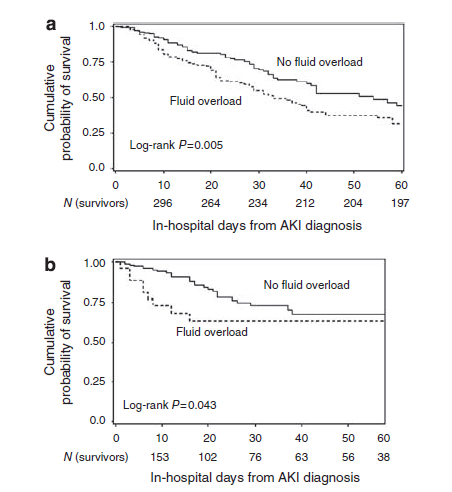 a
Cumulative
probability of survival
1.0
0.75
0.50
0.25
0.0
No fluid overload
Fluid overload
Log-rank P=0.005
0 10 20 30 40 50 60
N (survivors) 296 264 234 212 204 197
In-hospital days from AKI diagnosis
b
Cumulative
probability of survival
1.00
0.75
0.50
0.25
0.0
No fluid overload
Fluid overload
Log-rank P=0.043
0 10 20 30 40 50 60
N (survivors) 153 102 76 63 56 38
In-hospital days from AKI diagnosis